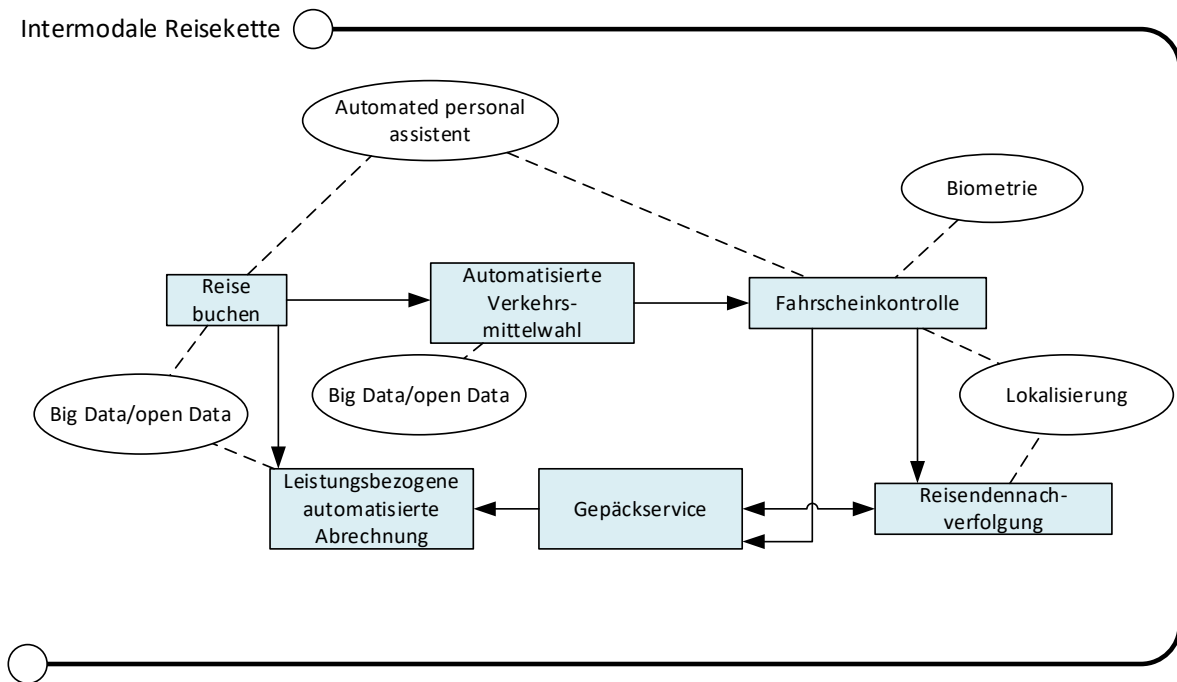 Intermodale Reisekette
Automated personal
assistent
Biometrie
Reise
buchen
Automatisierte
Verkehrs-
mittelwahl
Fahrscheinkontrolle
Big Data/open Data
Big Data/open Data
Lokalisierung
Leistungsbezogene
automatisierte
Abrechnung
Gepäckservice
Reisendennach-
verfolgung